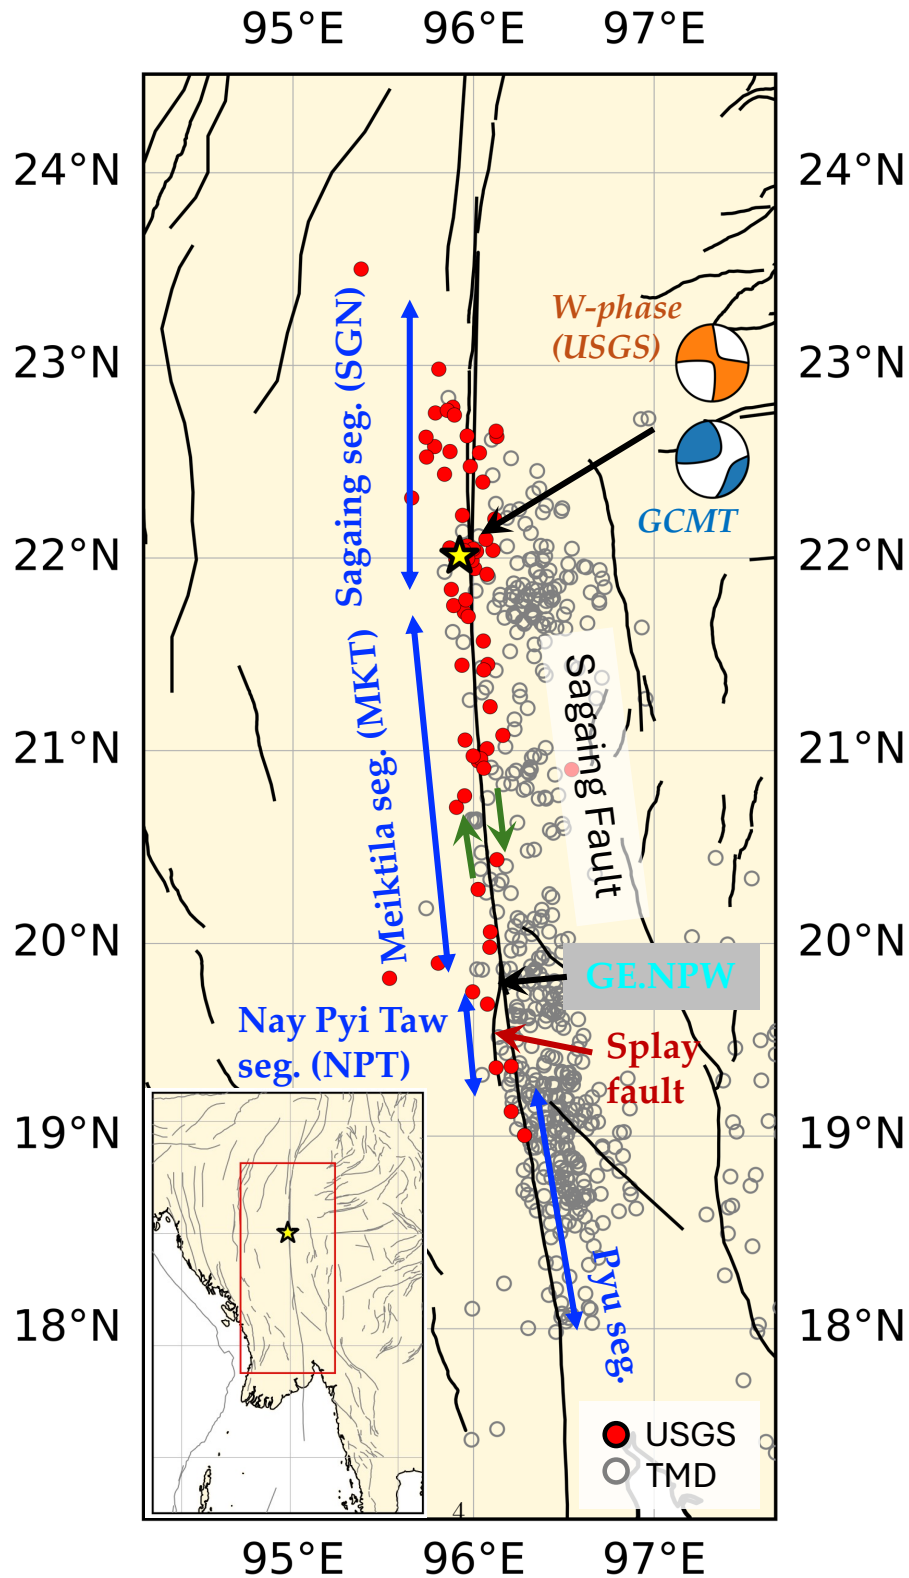 95°E 96°E 97°E
24°N 24°N
23°N 23°N
22°N 22°N
21°N 21°N
20°N 20°N
19°N 19°N
18°N 18°N
W-phase
(USGS)
GCMT
Sagaing seg. (SGN)
Meiktila seg. (MKT)
Sagaing Fault
GE.NPW
Nay Pyi Taw
seg. (NPT)
Splay
fault
Pyu seg.
USGS
TMD
4
95°E 96°E 97°E